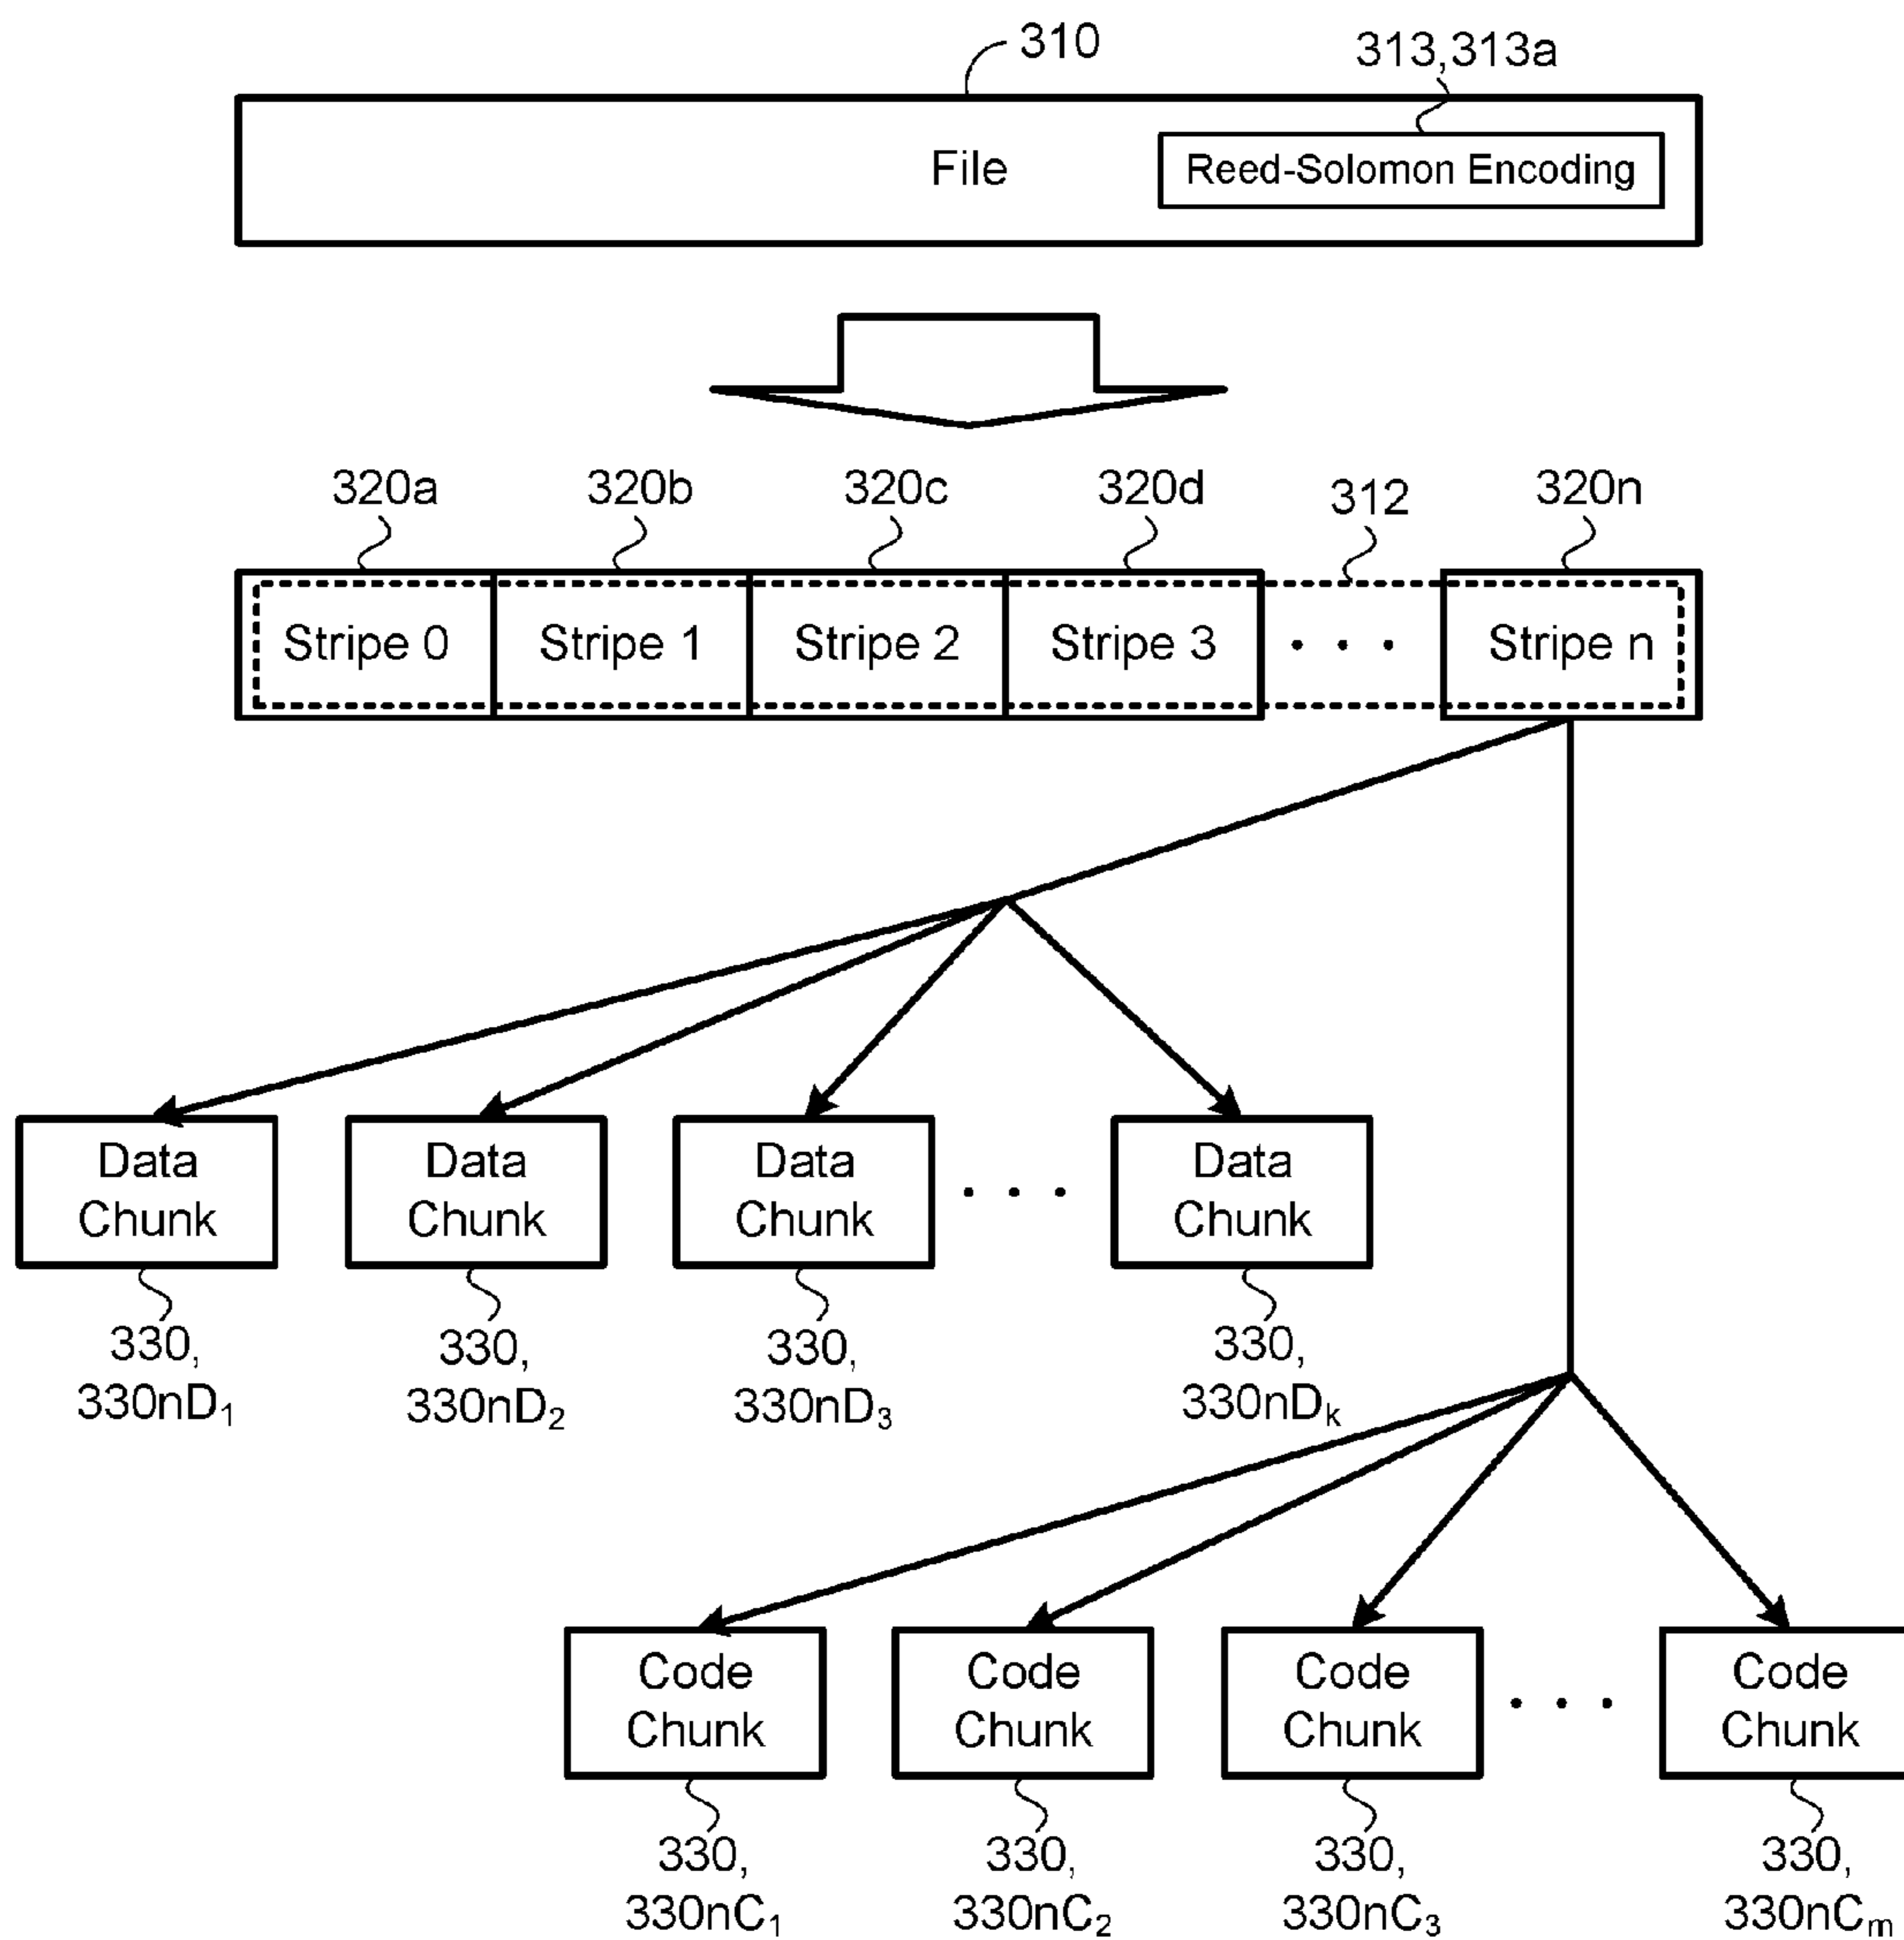 310
313,313a
File
Reed-Solomon Encoding
320a 320b 320c 320d 312 320n
Stripe 0 Stripe 1 Stripe 2 Stripe 3 . . . Stripe n
Data Chunk
Data Chunk
Data Chunk
. . .
Data Chunk
330, 330nD₁
330, 330nD₂
330, 330nD₃
330, 330nDₖ
Code Chunk
Code Chunk
Code Chunk
. . .
Code Chunk
330, 330nC₁
330, 330nC₂
330, 330nC₃
330, 330nCₘ